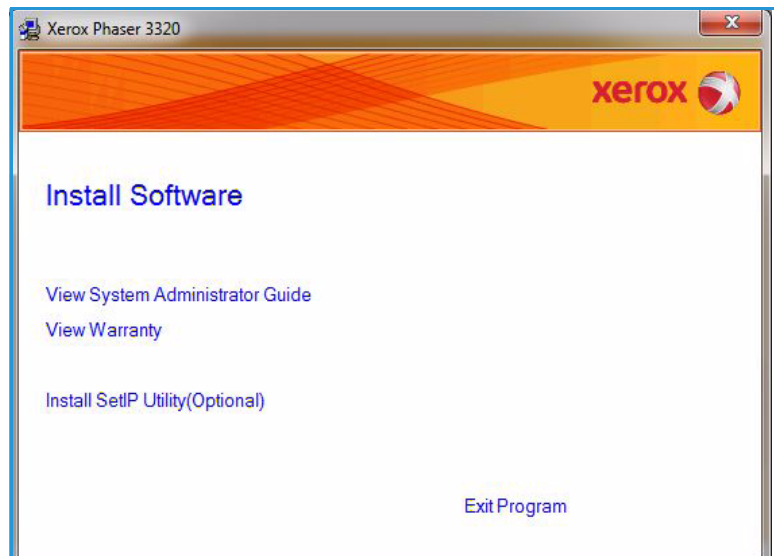 Xerox Phaser 3320
xerox
Install Software
View System Administrator Guide
View Warranty
Install SetIP Utility(Optional)
Exit Program